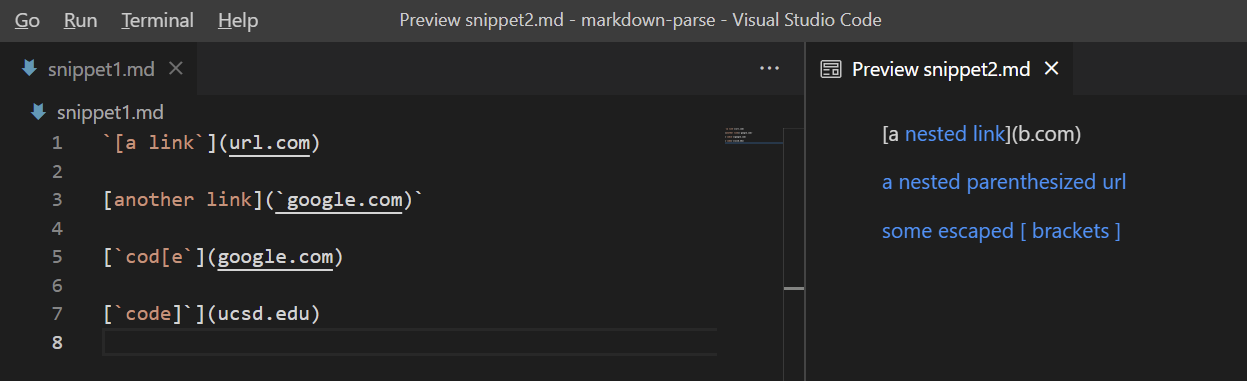 Go Run Terminal Help Preview snippet2.md - markdown-parse - Visual Studio Code
snippet1.md × ··· Preview snippet2.md ×
snippet1.md
1 `[a link`](url.com)
2
3 [another link](`google.com)`
4
5 [`cod[e`](google.com)
6
7 [`code]`](ucsd.edu)
8
[a nested link](b.com)
a nested parenthesized url
some escaped [ brackets ]